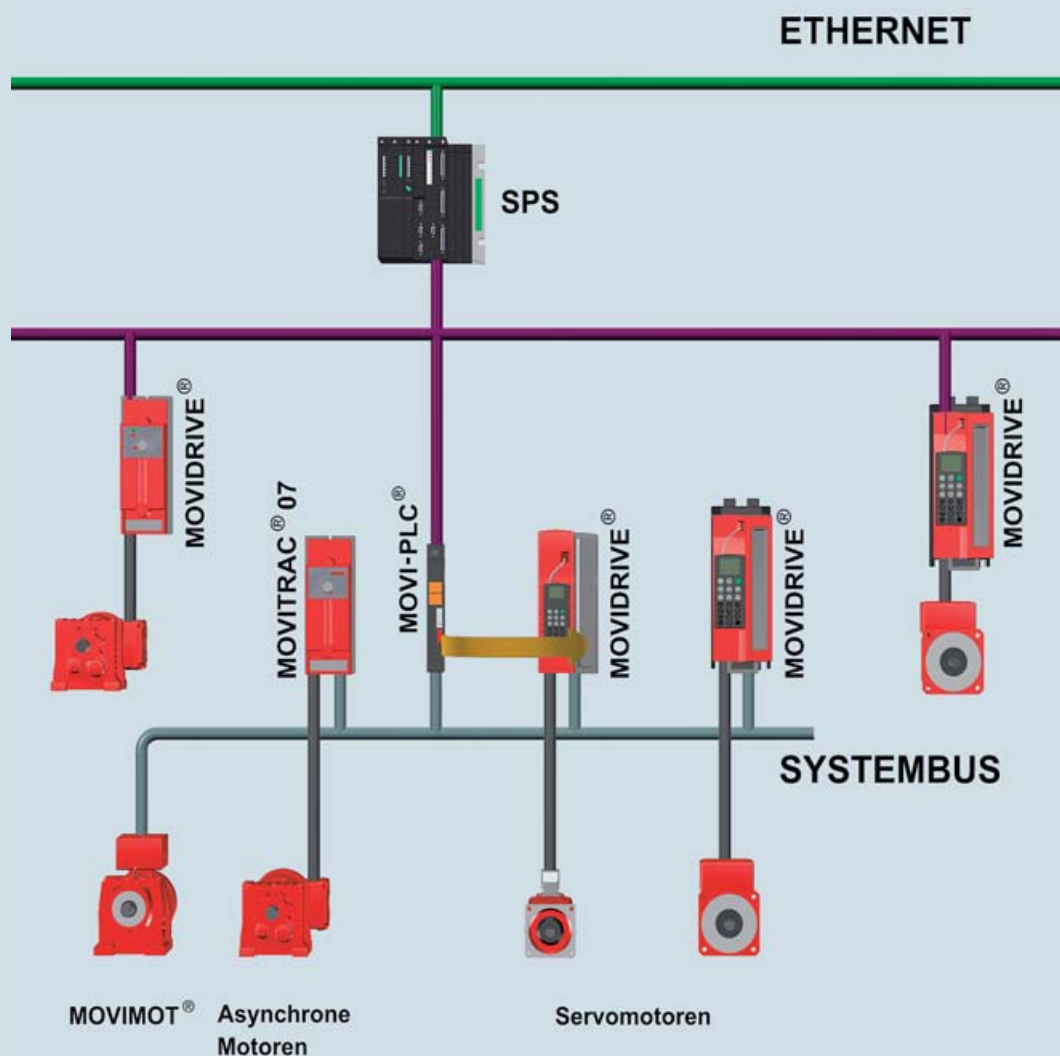 ETHERNET
SPS
MOVIDRIVE®
MOVITRAC® 07
MOVI-PLC®
MOVIDRIVE®
MOVIDRIVE®
MOVIDRIVE®
SYSTEMBUS
MOVIMOT®
Asynchrone
Motoren
Servomotoren